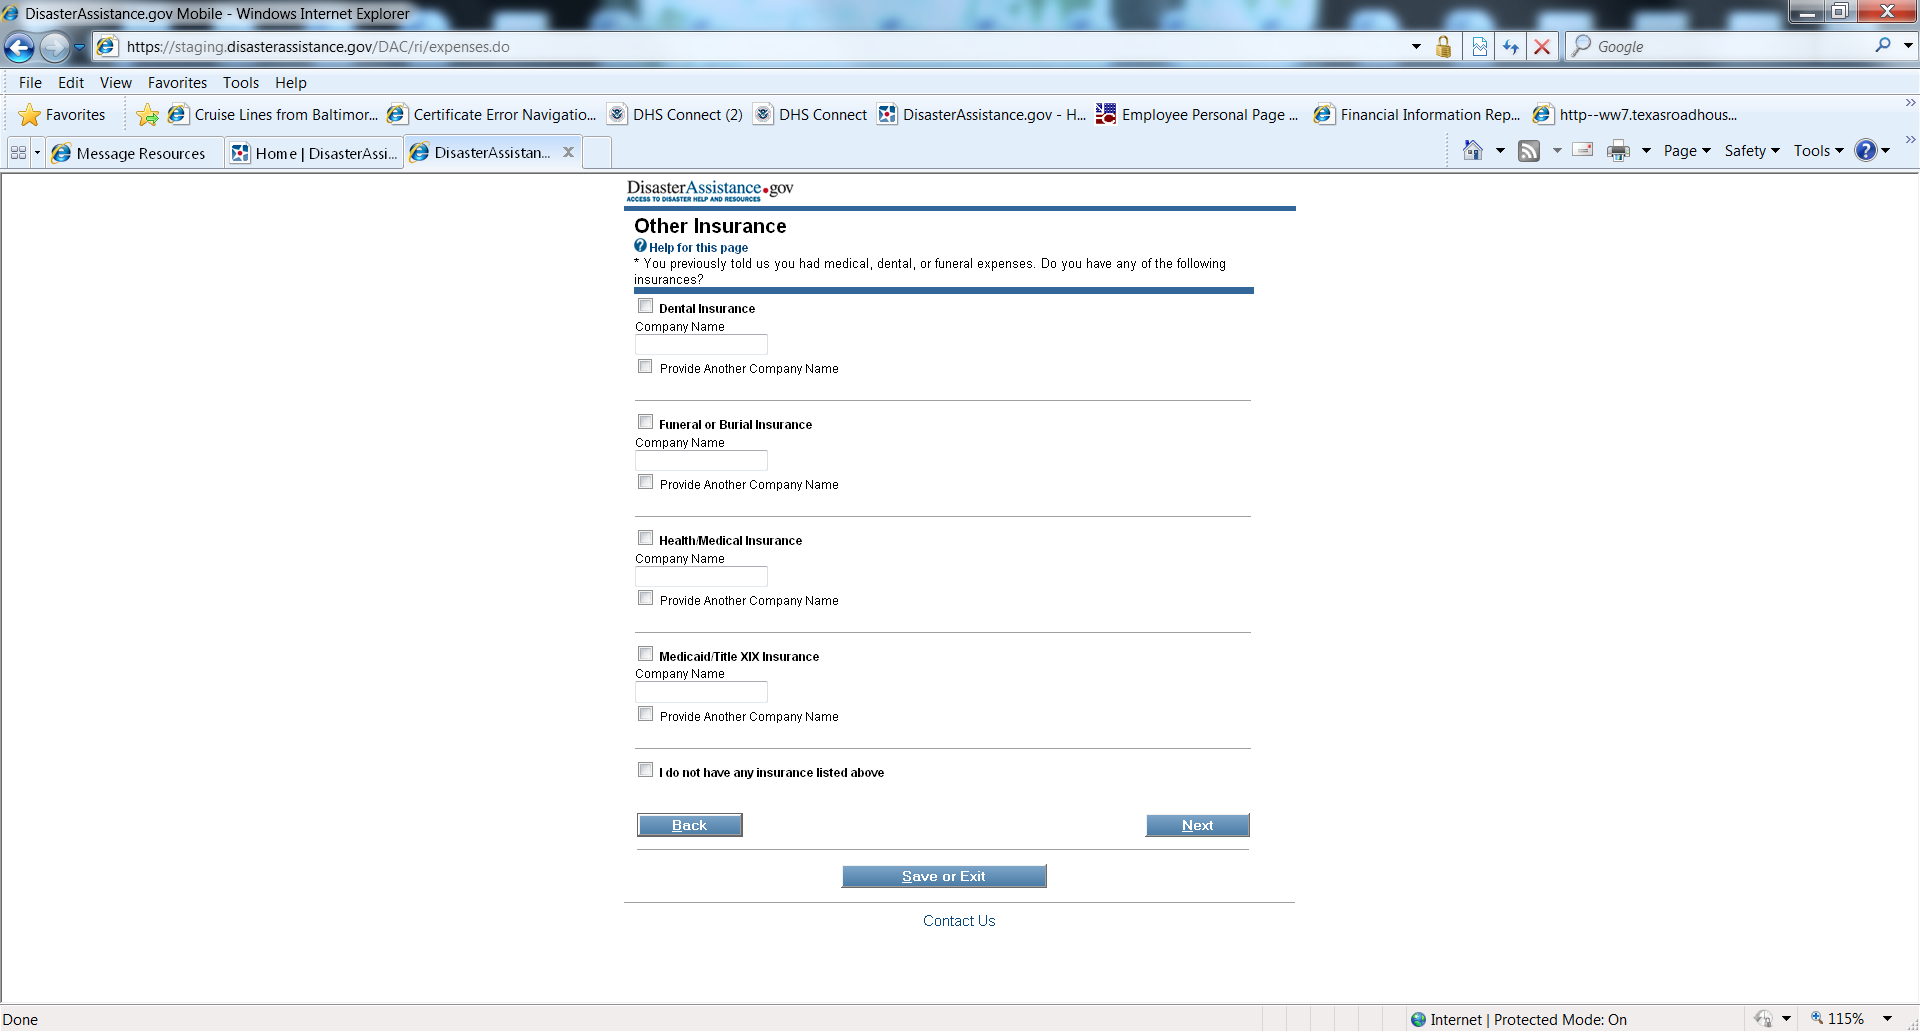 DisasterAssistance.gov Mobile - Windows Internet Explorer
https://staging.disasterassistance.gov/DAC/ri/expenses.do
Google
File Edit View Favorites Tools Help
Favorites Cruise Lines from Baltimor... Certificate Error Navigatio... DHS Connect (2) DHS Connect DisasterAssistance.gov - H... Employee Personal Page ... Financial Information Rep... http--ww7.texasroadhous...
Message Resources Home | DisasterAssi... DisasterAssistan... Page Safety Tools
DisasterAssistance.gov
ACCESS TO DISASTER HELP AND RESOURCES
Other Insurance
Help for this page
* You previously told us you had medical, dental, or funeral expenses. Do you have any of the following
insurances?
Dental Insurance
Company Name
Provide Another Company Name
Funeral or Burial Insurance
Company Name
Provide Another Company Name
Health/Medical Insurance
Company Name
Provide Another Company Name
Medicaid/Title XIX Insurance
Company Name
Provide Another Company Name
I do not have any insurance listed above
Back Next
Save or Exit
Contact Us
Done Internet | Protected Mode: On 115%